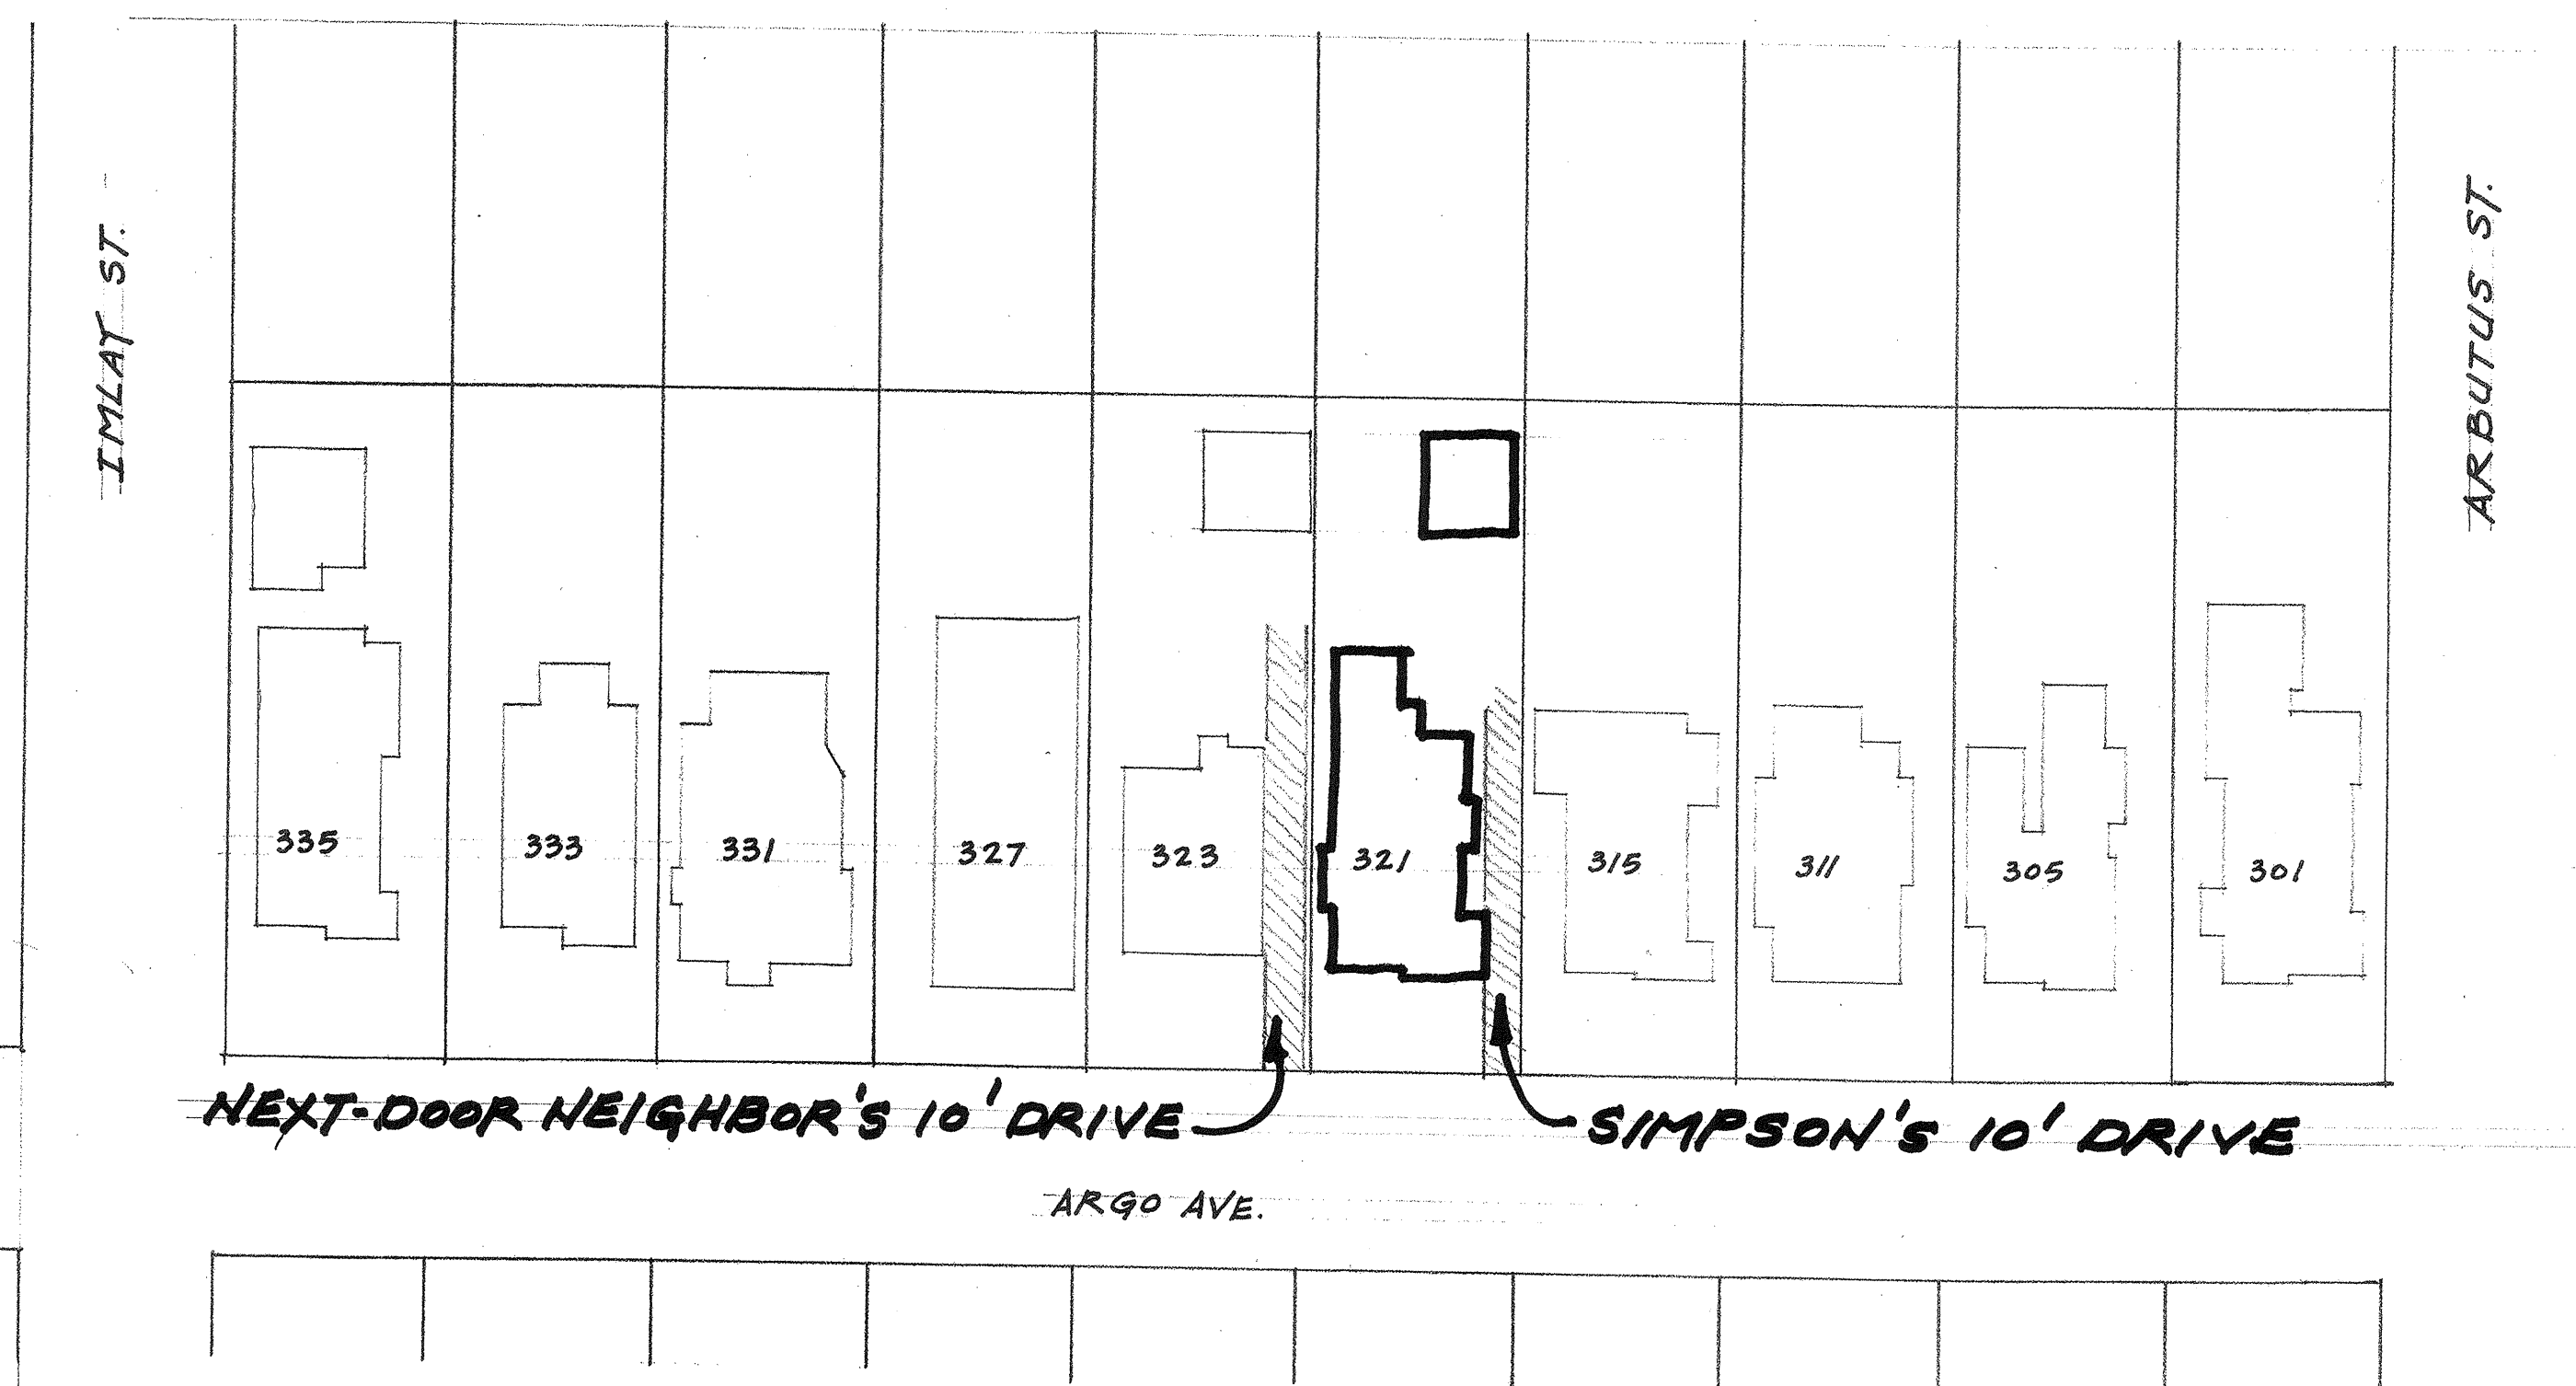 IMLAY ST.
ARBUTUS ST.
335
333
331
327
323
321
315
311
305
301
NEXT-DOOR NEIGHBOR'S 10' DRIVE
SIMPSON'S 10' DRIVE
ARGO AVE.